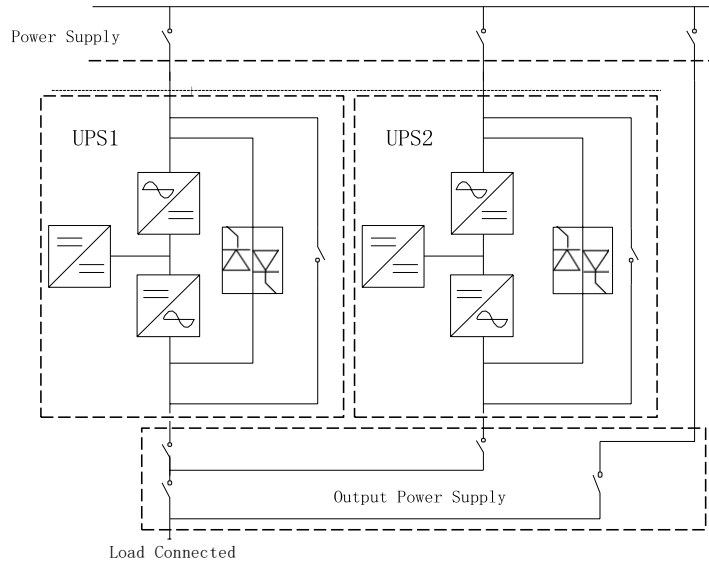 Power Supply
UPS1
UPS2
Output Power Supply
Load Connected